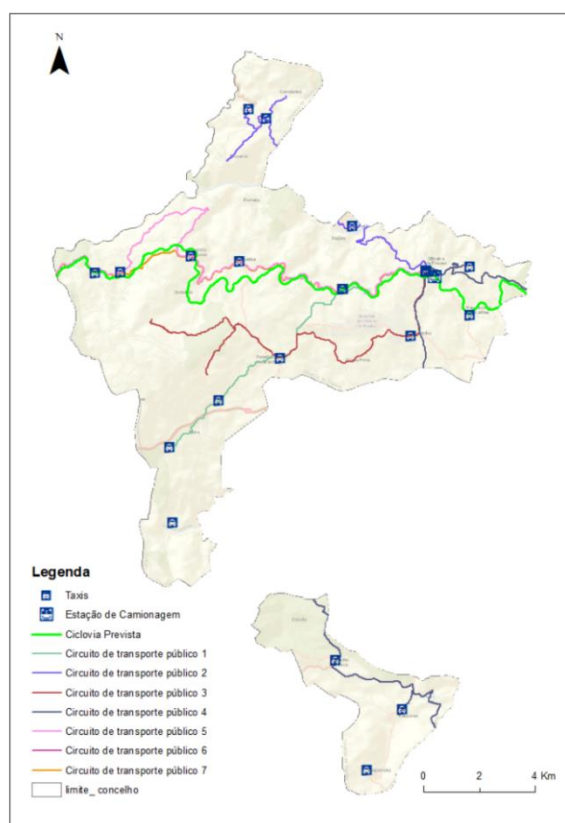 N
Legenda
Taxis
Estação de Camionagem
Ciclovia Prevista
Circuito de transporte público 1
Circuito de transporte público 2
Circuito de transporte público 3
Circuito de transporte público 4
Circuito de transporte público 5
Circuito de transporte público 6
Circuito de transporte público 7
limite_ concelho
0 2 4 Km